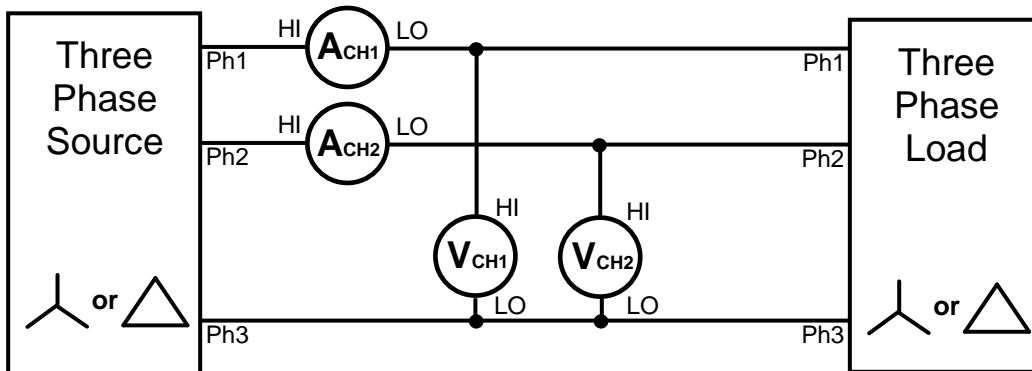 Three
Phase
Source
or
Ph1
Ph2
Ph3
HI
ACH1
LO
HI
ACH2
LO
HI
VCH1
LO
HI
VCH2
LO
Ph1
Ph2
Ph3
Three
Phase
Load
or